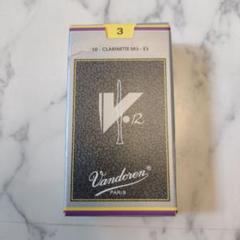 3
10 - CLARINETTE MIb - Eb
V.12
Vandoren
PARIS